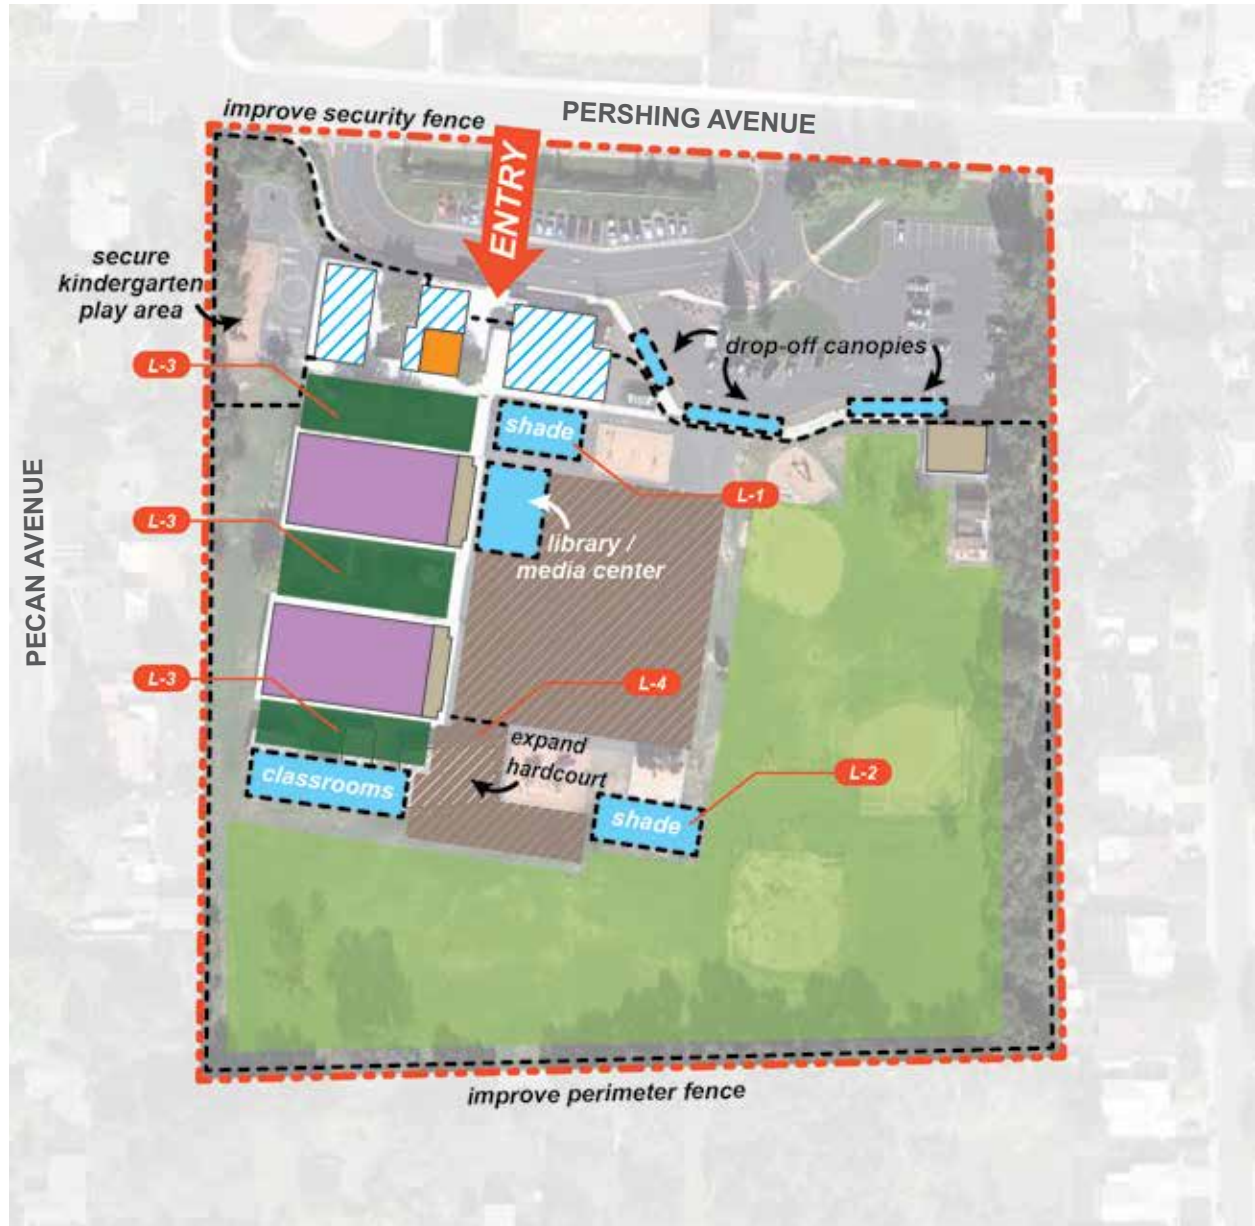 improve security fence
PERSHING AVENUE
ENTRY
secure
kindergarten
play area
drop-off canopies
L-3
shade
L-1
PECAN AVENUE
L-3
library /
media center
L-3
L-4
expand
hardcourt
classrooms
L-2
shade
improve perimeter fence